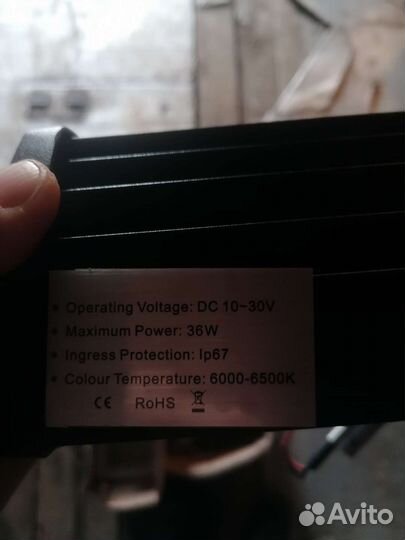 • Operating Voltage: DC 10~30V
• Maximum Power: 36W
• Ingress Protection: Ip67
• Colour Temperature: 6000-6500K
CE RoHS
Avito